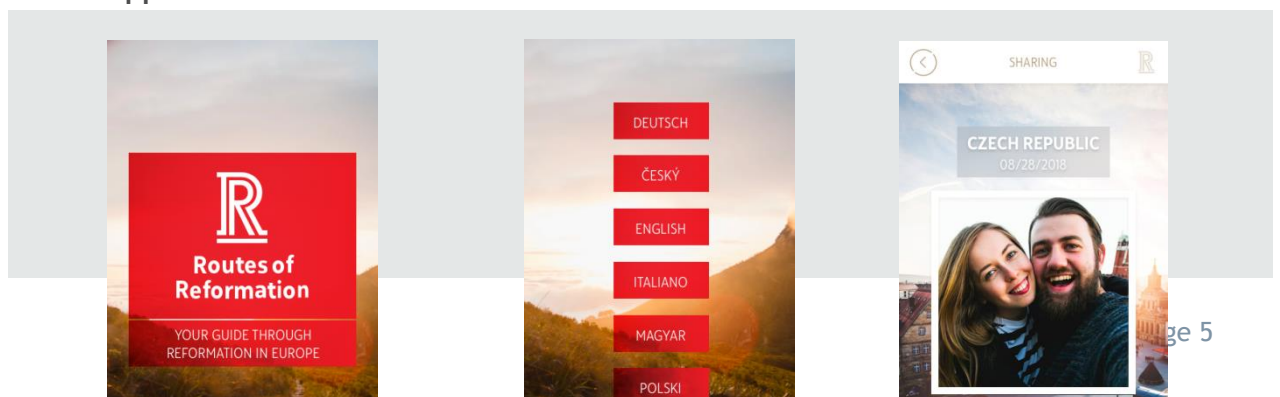 R
Routes of
Reformation
YOUR GUIDE THROUGH
REFORMATION IN EUROPE
DEUTSCH
ČESKÝ
ENGLISH
ITALIANO
MAGYAR
POLSKI
SHARING
R
CZECH REPUBLIC
08/28/2018
ge 5